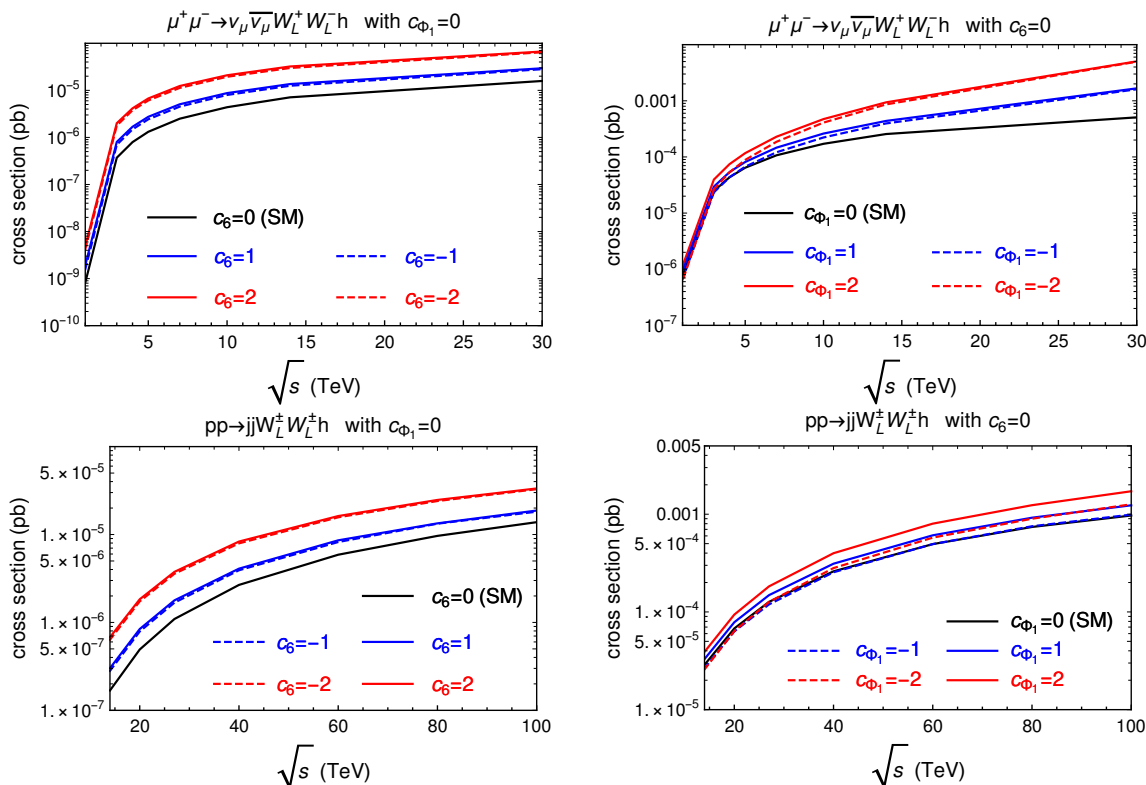 μ⁺μ⁻→ν_μ ν̅_μ̅ W_L⁺W_L⁻h with c_Φ₁=0
cross section (pb)
10⁻⁵
10⁻⁶
10⁻⁷
10⁻⁸
10⁻⁹
10⁻¹⁰
c₆=0 (SM)
c₆=1 c₆=-1
c₆=2 c₆=-2
5 10 15 20 25 30
√s (TeV)
μ⁺μ⁻→ν_μ ν̅_μ̅ W_L⁺W_L⁻h with c₆=0
cross section (pb)
0.001
10⁻⁴
10⁻⁵
10⁻⁶
10⁻⁷
c_Φ₁=0 (SM)
c_Φ₁=1 c_Φ₁=-1
c_Φ₁=2 c_Φ₁=-2
5 10 15 20 25 30
√s (TeV)
pp→jjW_L^±W_L^±h with c_Φ₁=0
cross section (pb)
5.×10⁻⁵
1.×10⁻⁵
5.×10⁻⁶
1.×10⁻⁶
5.×10⁻⁷
1.×10⁻⁷
c₆=0 (SM)
c₆=-1 c₆=1
c₆=-2 c₆=2
20 40 60 80 100
√s (TeV)
pp→jjW_L^±W_L^±h with c₆=0
cross section (pb)
0.005
0.001
5.×10⁻⁴
1.×10⁻⁴
5.×10⁻⁵
1.×10⁻⁵
c_Φ₁=0 (SM)
c_Φ₁=-1 c_Φ₁=1
c_Φ₁=-2 c_Φ₁=2
20 40 60 80 100
√s (TeV)